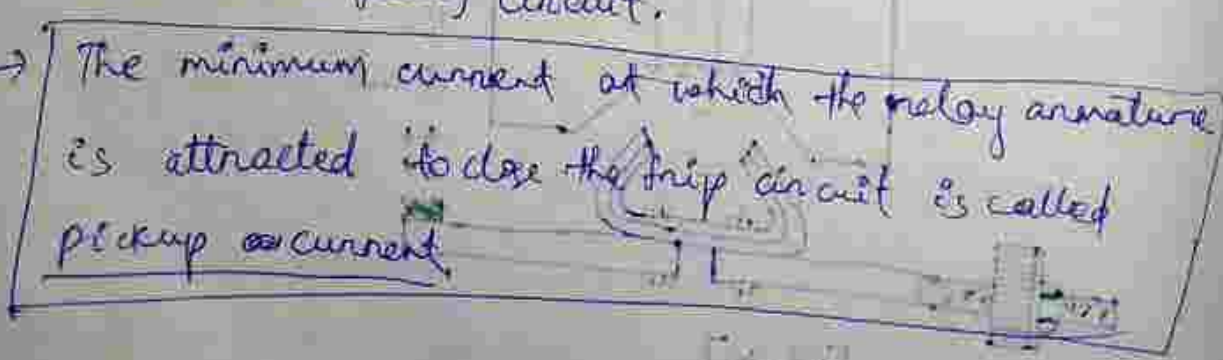 circuit.
→ The minimum current at which the relay armature
is attracted to close the trip circuit is called
pickup current